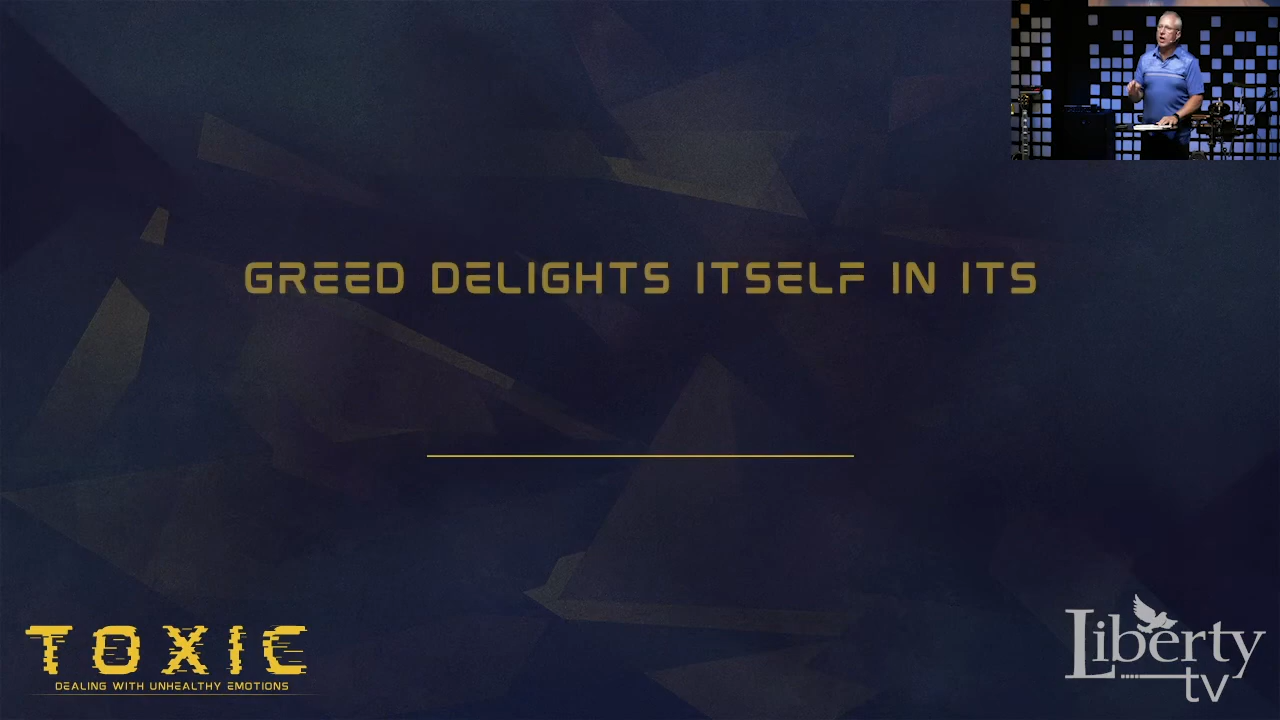 GREED DELIGHTS ITSELF IN ITS
TOXIC
DEALING WITH UNHEALTHY EMOTIONS
Liberty
tv